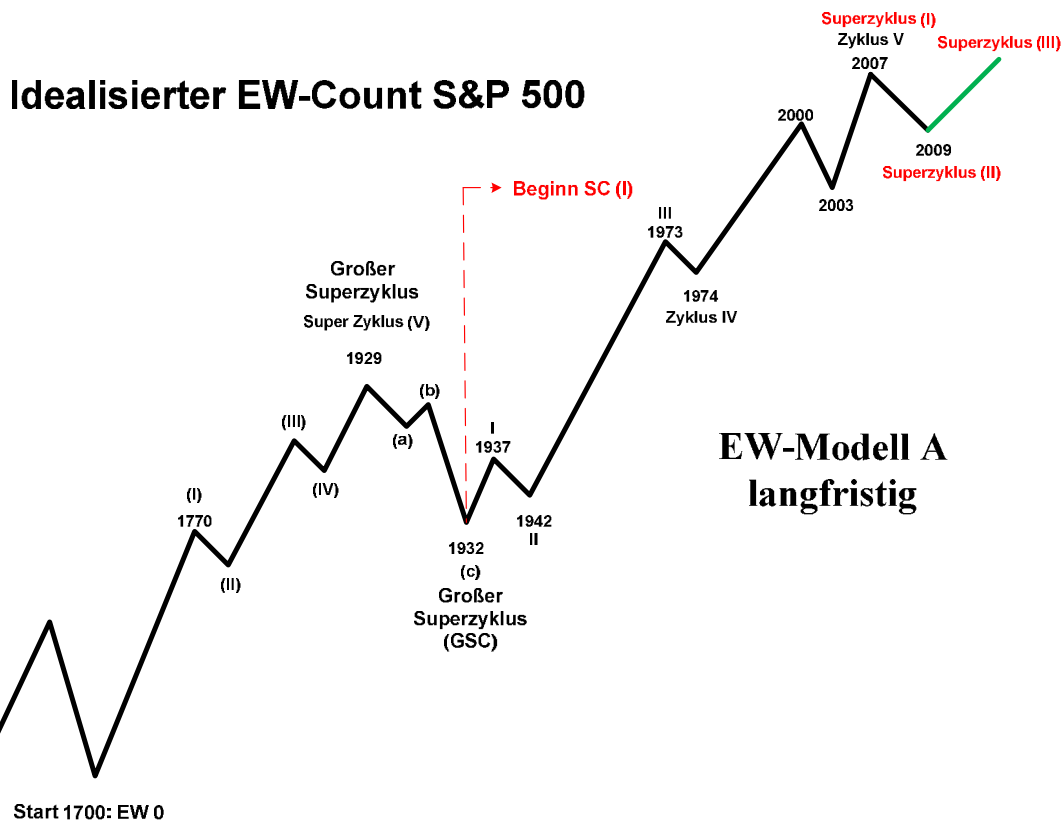 Idealisierter EW-Count S&P 500
Superzyklus (I)
Zyklus V
2007
Superzyklus (III)
2000
2003
2009
Superzyklus (II)
Beginn SC (I)
III
1973
1974
Zyklus IV
Großer
Superzyklus
Super Zyklus (V)
1929
(b)
(a)
(III)
(IV)
I
1937
1942
II
(I)
1770
(II)
1932
(c)
Großer
Superzyklus
(GSC)
EW-Modell A
langfristig
Start 1700: EW 0